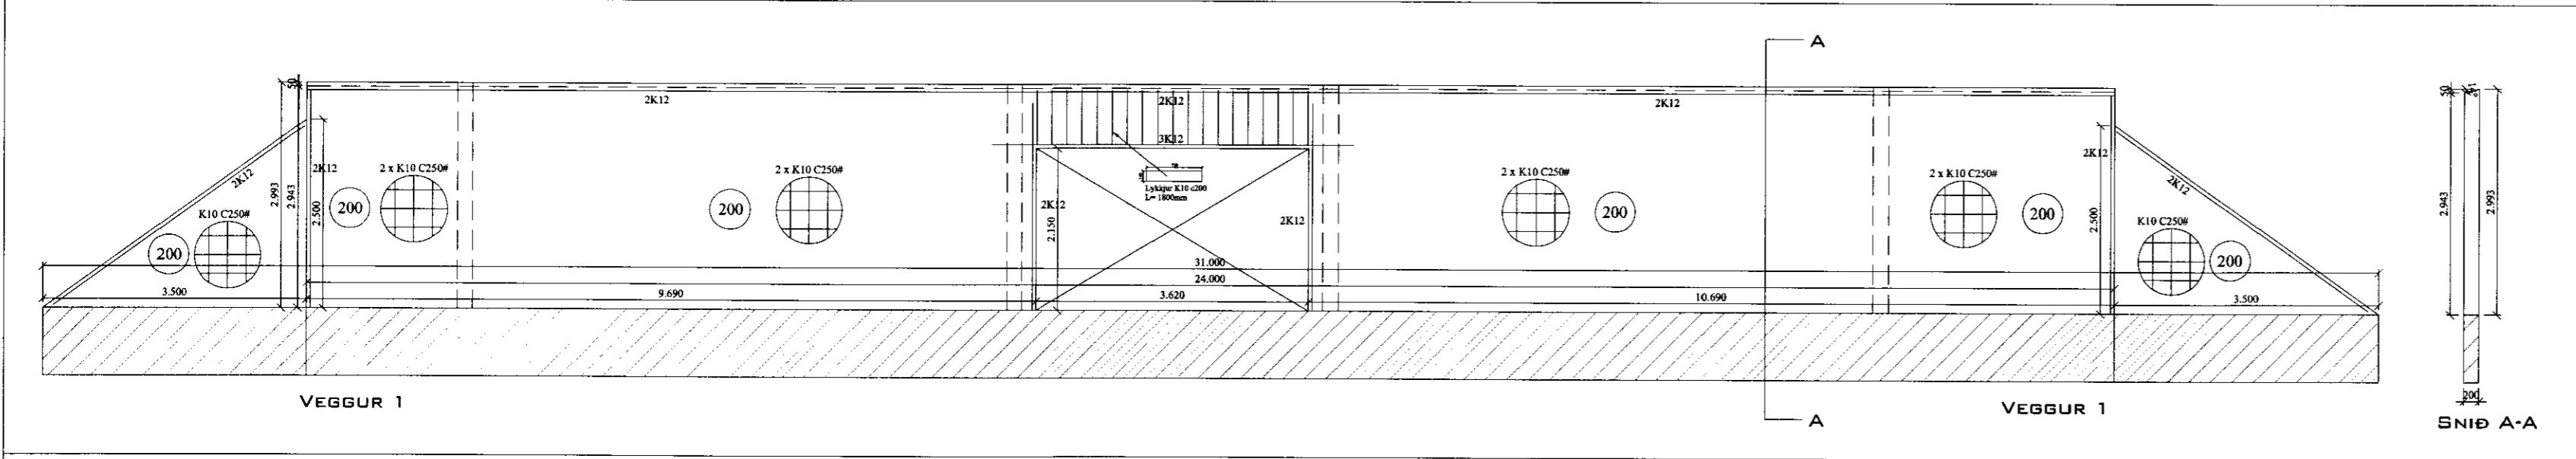 A
50
2K12
2K12
2K12
50
2K12
3K12
2.993
2.943
2.500
2K12
2K12
2 x K10 C250#
200
2 x K10 C250#
200
Lykkjur K10 c200
L= 1800mm
2K12
2.150
2K12
2 x K10 C250#
200
2 x K10 C250#
200
2K12
2.500
2K12
2.943
2.993
K10 C250#
200
K10 C250#
200
31.000
24.000
3.500
9.690
3.620
10.690
3.500
VEGGUR 1
VEGGUR 1
A
200
SNIÐ A-A